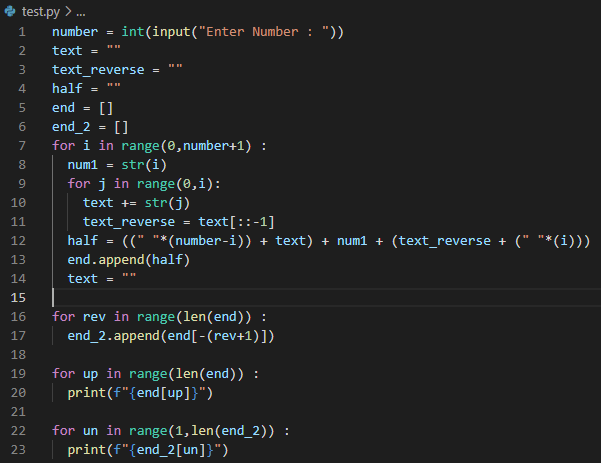 test.py > ...
1 number = int(input("Enter Number : "))
2 text = ""
3 text_reverse = ""
4 half = ""
5 end = []
6 end_2 = []
7 for i in range(0,number+1) :
8   num1 = str(i)
9   for j in range(0,i):
10     text += str(j)
11     text_reverse = text[::-1]
12   half = ((" "*(number-i)) + text) + num1 + (text_reverse + (" "*(i)))
13   end.append(half)
14   text = ""
15
16 for rev in range(len(end)) :
17   end_2.append(end[-(rev+1)])
18
19 for up in range(len(end)) :
20   print(f"{end[up]}")
21
22 for un in range(1,len(end_2)) :
23   print(f"{end_2[un]}")